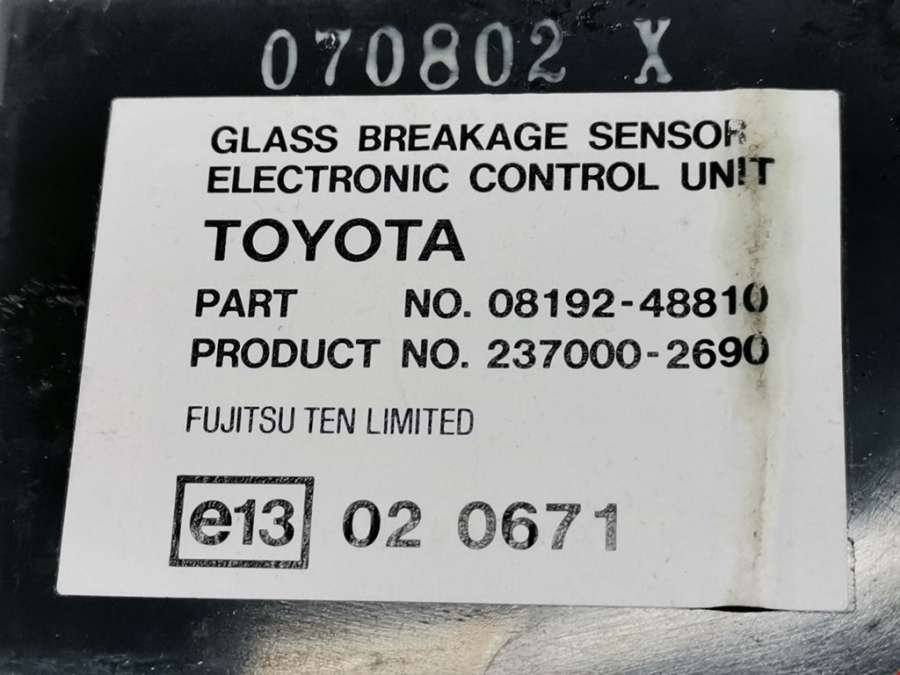 070802 X
GLASS BREAKAGE SENSOR
ELECTRONIC CONTROL UNIT
TOYOTA
PART NO. 08192-48810
PRODUCT NO. 237000-2690
FUJITSU TEN LIMITED
e13 02 0671